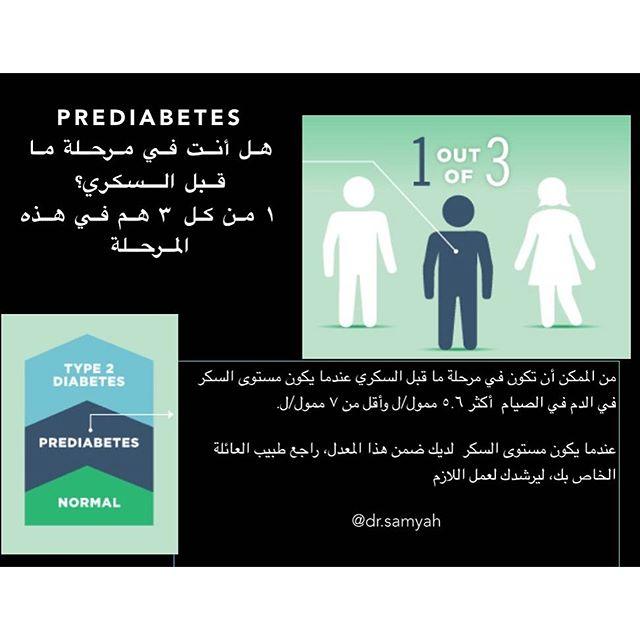 PREDIABETES
هل أنت في مرحلة ما
قبل السكري؟
١ من كل ٣ هم في هذه
المرحلة
1 OUT OF 3
TYPE 2
DIABETES
PREDIABETES
NORMAL
من الممكن أن تكون في مرحلة ما قبل السكري عندما يكون مستوى السكر
في الدم في الصيام أكثر ٥.٦ ممول/ل وأقل من ٧ ممول/ل.
عندما يكون مستوى السكر لديك ضمن هذا المعدل، راجع طبيب العائلة
الخاص بك، ليرشدك لعمل اللازم
@dr.samyah